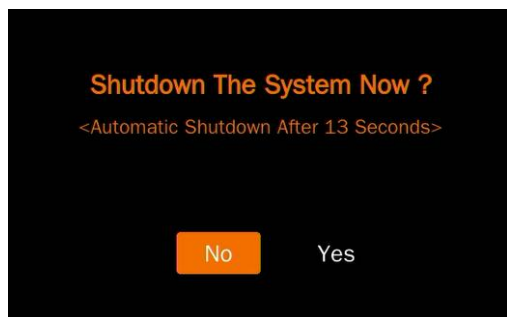 Shutdown The System Now ?
<Automatic Shutdown After 13 Seconds>
No Yes